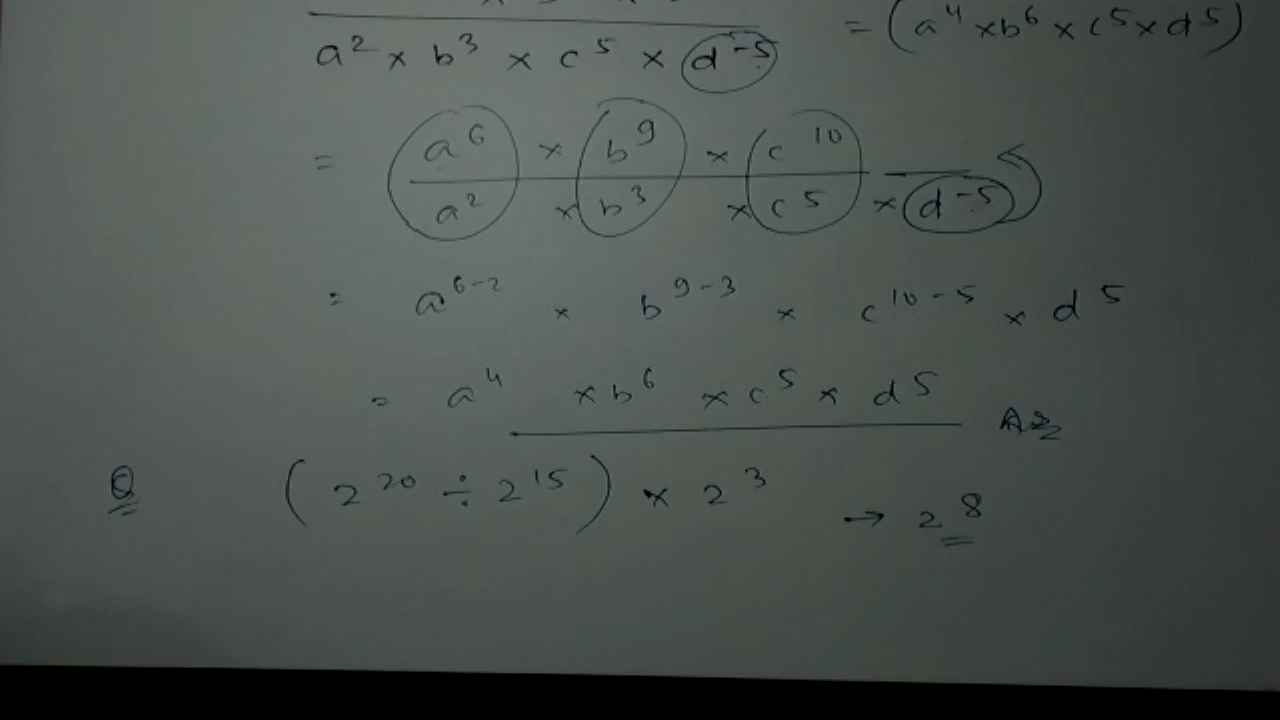 a² × b³ × c⁵ × d⁻⁵ = (a⁴ × b⁶ × c⁵ × d⁵)
= a⁶ × b⁹ × c¹⁰
a² × b³ × c⁵ × d⁻⁵
= a⁶⁻² × b⁹⁻³ × c¹⁰⁻⁵ × d⁵
= a⁴ × b⁶ × c⁵ × d⁵
Q (2²⁰ ÷ 2¹⁵) × 2³ → 2⁸